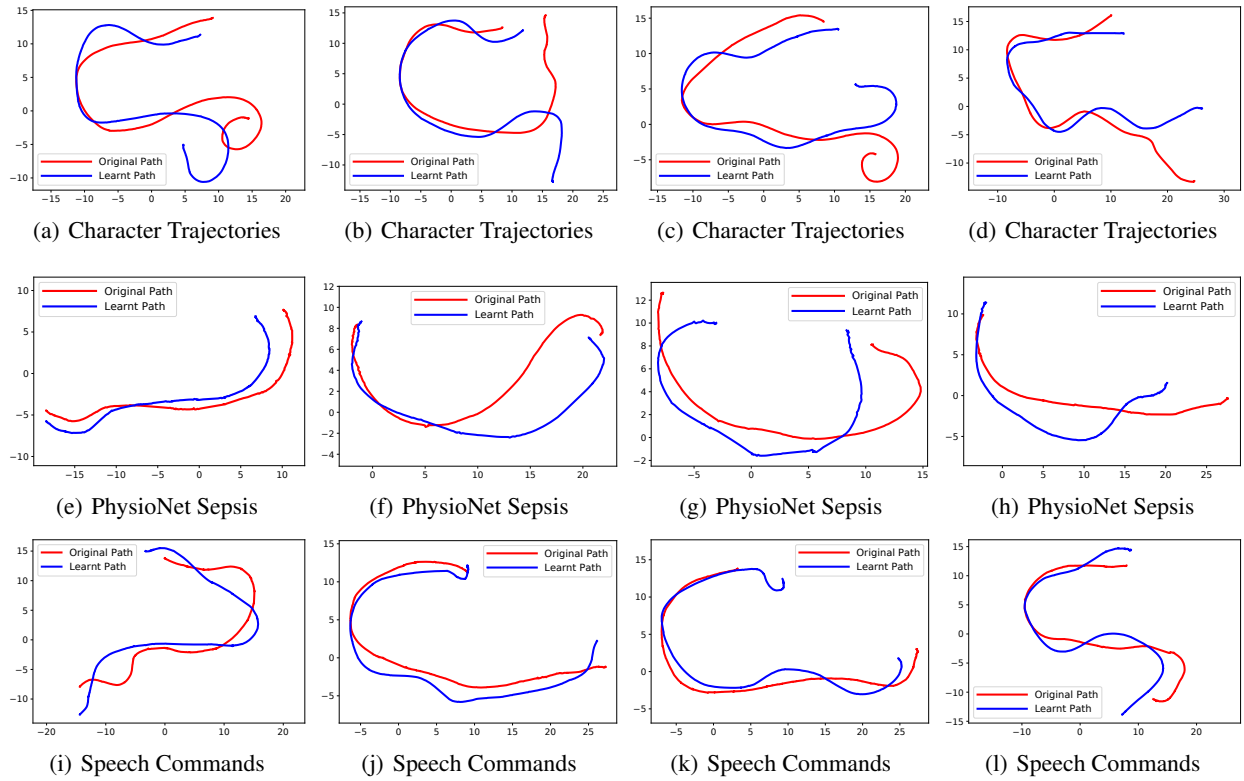 Original Path
Learnt Path
15
10
5
0
−5
−10
−15 −10 −5 0 5 10 15 20
(a) Character Trajectories
Original Path
Learnt Path
15
10
5
0
−5
−10
−15 −10 −5 0 5 10 15 20 25
(b) Character Trajectories
Original Path
Learnt Path
15
10
5
0
−5
−15 −10 −5 0 5 10 15 20
(c) Character Trajectories
Original Path
Learnt Path
15
10
5
0
−5
−10
−10 0 10 20 30
(d) Character Trajectories
Original Path
Learnt Path
10
5
0
−5
−10
−15 −10 −5 0 5 10
(e) PhysioNet Sepsis
Original Path
Learnt Path
12
10
8
6
4
2
0
−2
−4
0 5 10 15 20
(f) PhysioNet Sepsis
Original Path
Learnt Path
12
10
8
6
4
2
0
−2
−5 0 5 10 15
(g) PhysioNet Sepsis
Original Path
Learnt Path
10
5
0
−5
0 5 10 15 20 25
(h) PhysioNet Sepsis
Original Path
Learnt Path
15
10
5
0
−5
−10
−10 0 10 20
(i) Speech Commands
Original Path
Learnt Path
15
10
5
0
−5
−5 0 5 10 15 20 25
(j) Speech Commands
Original Path
Learnt Path
15
10
5
0
−5
−5 0 5 10 15 20 25
(k) Speech Commands
Original Path
Learnt Path
15
10
5
0
−5
−10
−15
−10 0 10 20
(l) Speech Commands